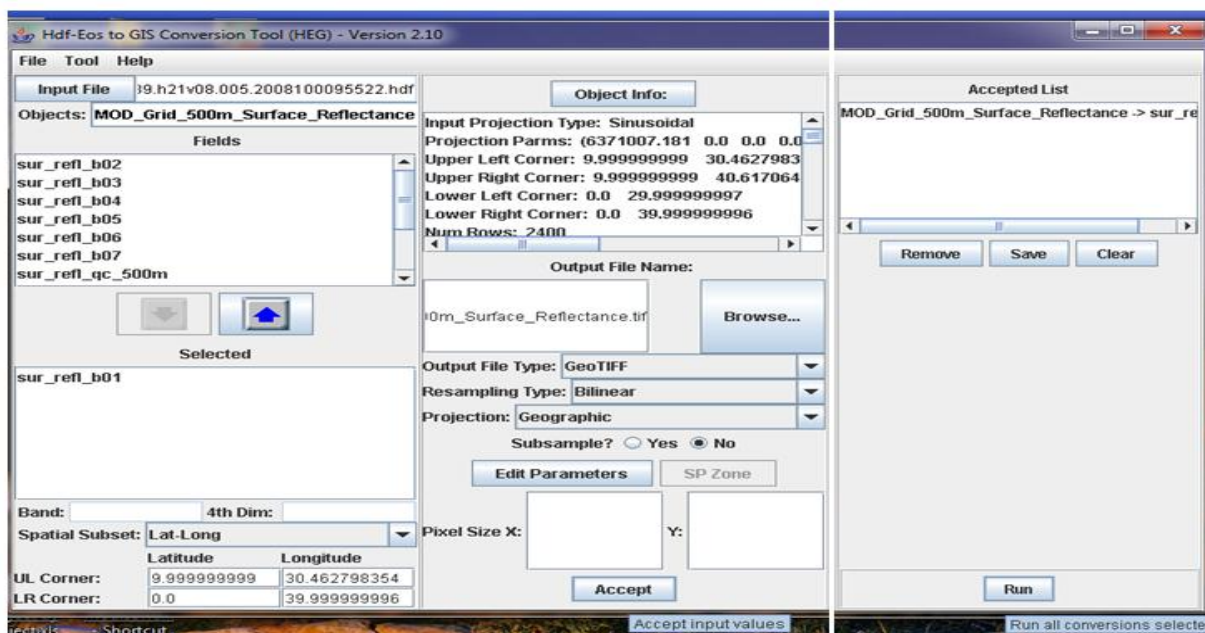 Hdf-Eos to GIS Conversion Tool (HEG) - Version 2.10
File Tool Help
Input File 39.h21v08.005.2008100095522.hdf
Objects: MOD_Grid_500m_Surface_Reflectance
Fields
sur_refl_b02
sur_refl_b03
sur_refl_b04
sur_refl_b05
sur_refl_b06
sur_refl_b07
sur_refl_qc_500m
Selected
sur_refl_b01
Band: 4th Dim:
Spatial Subset: Lat-Long
Latitude Longitude
UL Corner: 9.999999999 30.462798354
LR Corner: 0.0 39.999999996
Object Info:
Input Projection Type: Sinusoidal
Projection Parms: (6371007.181 0.0 0.0 0.0
Upper Left Corner: 9.999999999 30.4627983
Upper Right Corner: 9.999999999 40.617064
Lower Left Corner: 0.0 29.999999997
Lower Right Corner: 0.0 39.999999996
Num Rows: 2400
Output File Name:
0m_Surface_Reflectance.tif Browse...
Output File Type: GeoTIFF
Resampling Type: Bilinear
Projection: Geographic
Subsample? Yes No
Edit Parameters SP Zone
Pixel Size X: Y:
Accept
Accept input values
Accepted List
MOD_Grid_500m_Surface_Reflectance -> sur_re
Remove Save Clear
Run
Run all conversions selecte
Shortcut